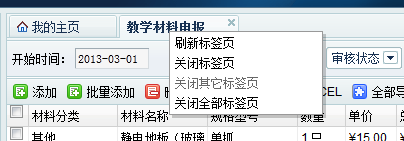 我的主页 教学材料申报
刷新标签页
开始时间： 2013-03-01 关闭标签页 审核状态
关闭其它标签页
添加 批量添加 CEL 全部导
关闭全部标签页
材料分类 材料名称 规格型号 数量 单价 总
其他 静电地板（玻璃 单抓 1只 ¥15.00